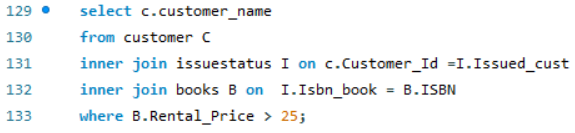 129 select c.customer_name
130 from customer C
131 inner join issuestatus I on c.Customer_Id =I.Issued_cust
132 inner join books B on I.Isbn_book = B.ISBN
133 where B.Rental_Price > 25;